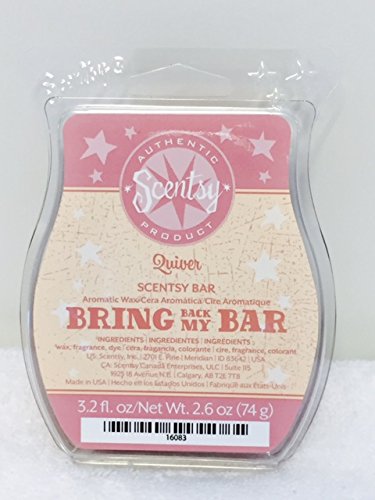 Scentsy
AUTHENTIC
Scentsy
PRODUCT
Quiver
SCENTSY BAR
Aromatic Wax/Cera Aromática/Cire Aromatique
BRING BACK MY BAR
INGREDIENTS | INGREDIENTES | INGRÉDIENTS :
wax, fragrance, dye / cera, fragancia, colorante / cire, fragrance, colorant
US: Scentsy, Inc. | 2701 E. Pine | Meridian | ID 83642 | USA
CA: Scentsy Canada Enterprises, ULC | Suite 115
1925 18 Avenue N.E. | Calgary, AB T2E 7T8
Made in USA | Hecho en los Estados Unidos | Fabriqué aux États-Unis
3.2 fl. oz/Net Wt. 2.6 oz (74 g)
16083